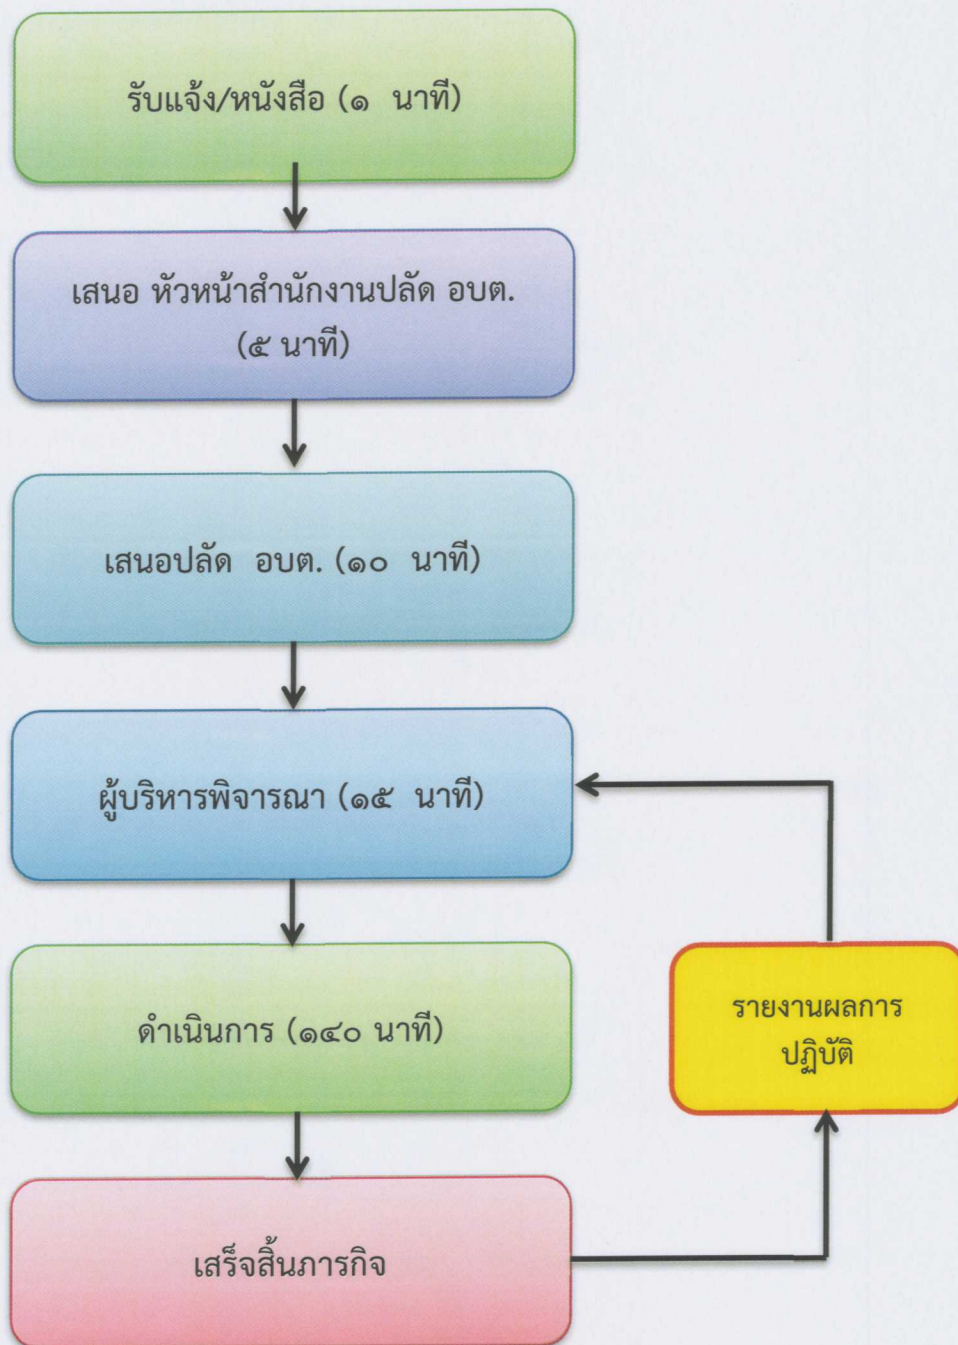 รับแจ้ง/หนังสือ (๑ นาที)
เสนอ หัวหน้าสำนักงานปลัด อบต.
(๕ นาที)
เสนอปลัด อบต. (๑๐ นาที)
ผู้บริหารพิจารณา (๑๕ นาที)
ดำเนินการ (๑๔๐ นาที)
รายงานผลการ
ปฏิบัติ
เสร็จสิ้นภารกิจ